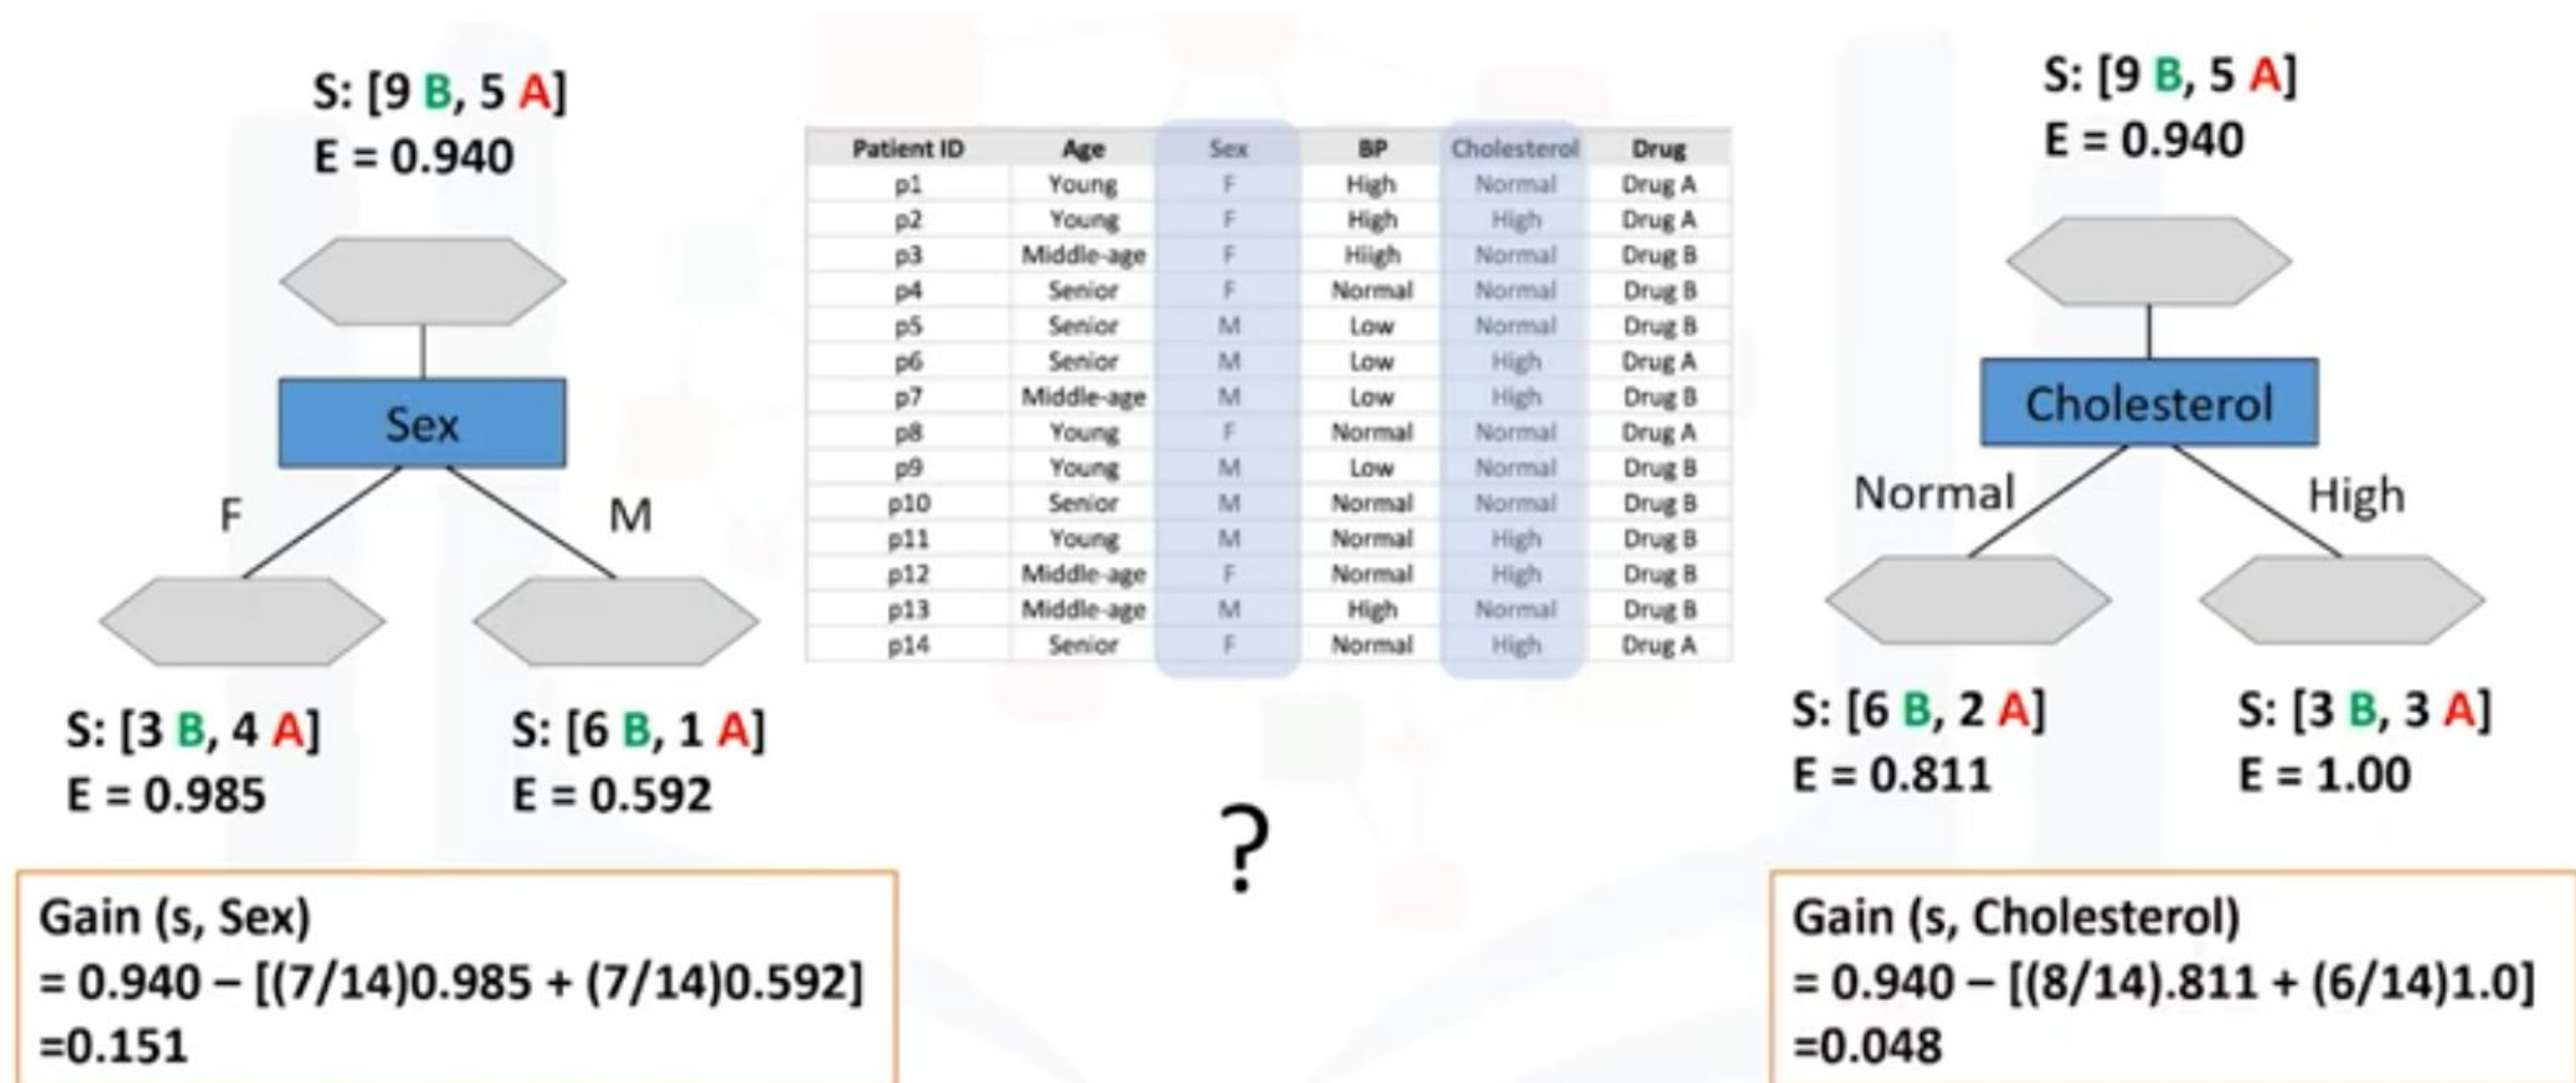 S: [9 B, 5 A]
E = 0.940
Sex
F
M
S: [3 B, 4 A]
E = 0.985
S: [6 B, 1 A]
E = 0.592
Gain (s, Sex)
= 0.940 – [(7/14)0.985 + (7/14)0.592]
=0.151
Patient ID Age Sex BP Cholesterol Drug
p1 Young F High Normal Drug A
p2 Young F High High Drug A
p3 Middle-age F Hiigh Normal Drug B
p4 Senior F Normal Normal Drug B
p5 Senior M Low Normal Drug B
p6 Senior M Low High Drug A
p7 Middle-age M Low High Drug B
p8 Young F Normal Normal Drug A
p9 Young M Low Normal Drug B
p10 Senior M Normal Normal Drug B
p11 Young M Normal High Drug B
p12 Middle-age F Normal High Drug B
p13 Middle-age M High Normal Drug B
p14 Senior F Normal High Drug A
?
S: [9 B, 5 A]
E = 0.940
Cholesterol
Normal
High
S: [6 B, 2 A]
E = 0.811
S: [3 B, 3 A]
E = 1.00
Gain (s, Cholesterol)
= 0.940 – [(8/14).811 + (6/14)1.0]
=0.048